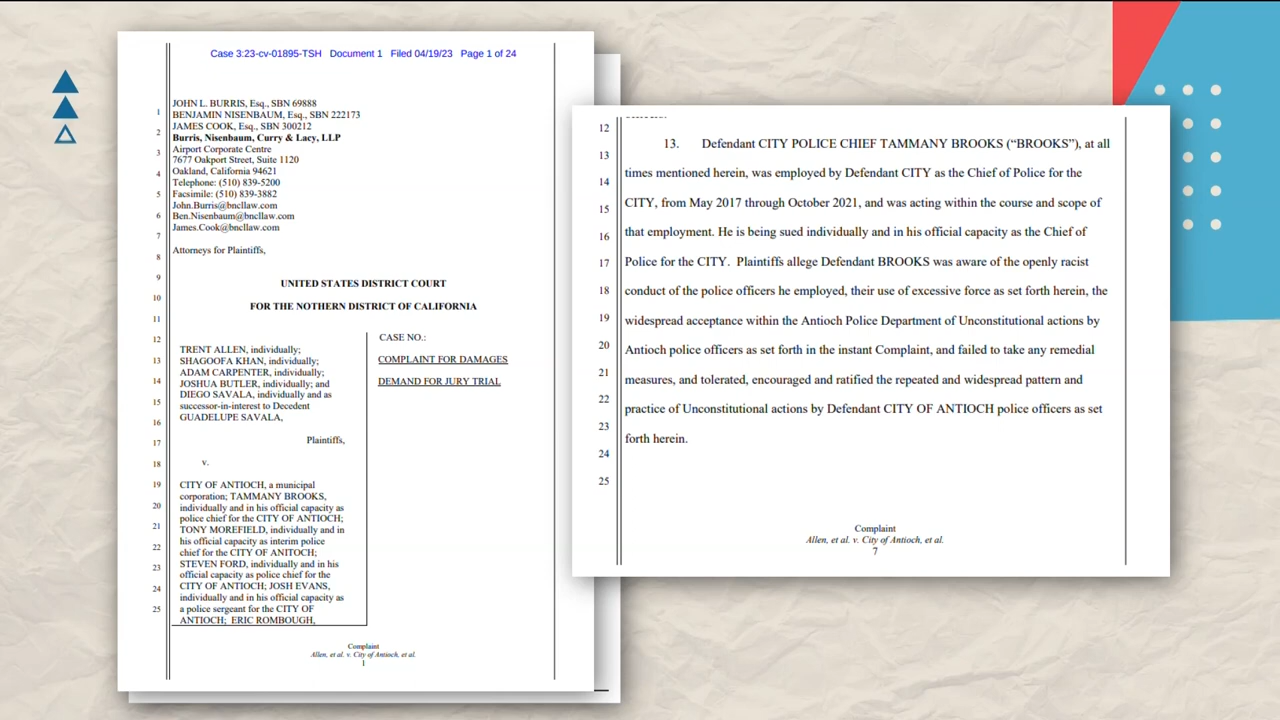 Case 3:23-cv-01895-TSH Document 1 Filed 04/19/23 Page 1 of 24
JOHN L. BURRIS, Esq., SBN 69888
1
BENJAMIN NISENBAUM, Esq., SBN 222173
JAMES COOK, Esq., SBN 300212
2
Burris, Nisenbaum, Curry & Lacy, LLP
Airport Corporate Centre
3
7677 Oakport Street, Suite 1120
Oakland, California 94621
4
Telephone: (510) 839-5200
Facsimile: (510) 839-3882
5
John.Burris@bncllaw.com
Ben.Nisenbaum@bncllaw.com
6
James.Cook@bncllaw.com
7
Attorneys for Plaintiffs,
8
9
UNITED STATES DISTRICT COURT
10
FOR THE NOTHERN DISTRICT OF CALIFORNIA
11
12
TRENT ALLEN, individually;
13
SHAGOOFA KHAN, individually;
ADAM CARPENTER, individually;
14
JOSHUA BUTLER, individually; and
DIEGO SAVALA, individually and as
15
successor-in-interest to Decedent
GUADELUPE SAVALA,
16
Plaintiffs,
17
v.
18
CITY OF ANTIOCH, a municipal
19
corporation; TAMMANY BROOKS,
individually and in his official capacity as
20
police chief for the CITY OF ANTIOCH;
TONY MOREFIELD, individually and in
21
his official capacity as interim police
22
chief for the CITY OF ANITOCH;
STEVEN FORD, individually and in his
23
official capacity as police chief for the
CITY OF ANTIOCH; JOSH EVANS,
24
individually and in his official capacity as
a police sergeant for the CITY OF
25
ANTIOCH; ERIC ROMBOUGH,
CASE NO.:
COMPLAINT FOR DAMAGES
DEMAND FOR JURY TRIAL
Complaint
Allen, et al. v. City of Antioch, et al.
1
12
13. Defendant CITY POLICE CHIEF TAMMANY BROOKS (“BROOKS”), at all
13
times mentioned herein, was employed by Defendant CITY as the Chief of Police for the
14
CITY, from May 2017 through October 2021, and was acting within the course and scope of
15
that employment. He is being sued individually and in his official capacity as the Chief of
16
Police for the CITY. Plaintiffs allege Defendant BROOKS was aware of the openly racist
17
conduct of the police officers he employed, their use of excessive force as set forth herein, the
18
widespread acceptance within the Antioch Police Department of Unconstitutional actions by
19
Antioch police officers as set forth in the instant Complaint, and failed to take any remedial
20
measures, and tolerated, encouraged and ratified the repeated and widespread pattern and
21
practice of Unconstitutional actions by Defendant CITY OF ANTIOCH police officers as set
22
forth herein.
23
24
25
Complaint
Allen, et al. v. City of Antioch, et al.
7